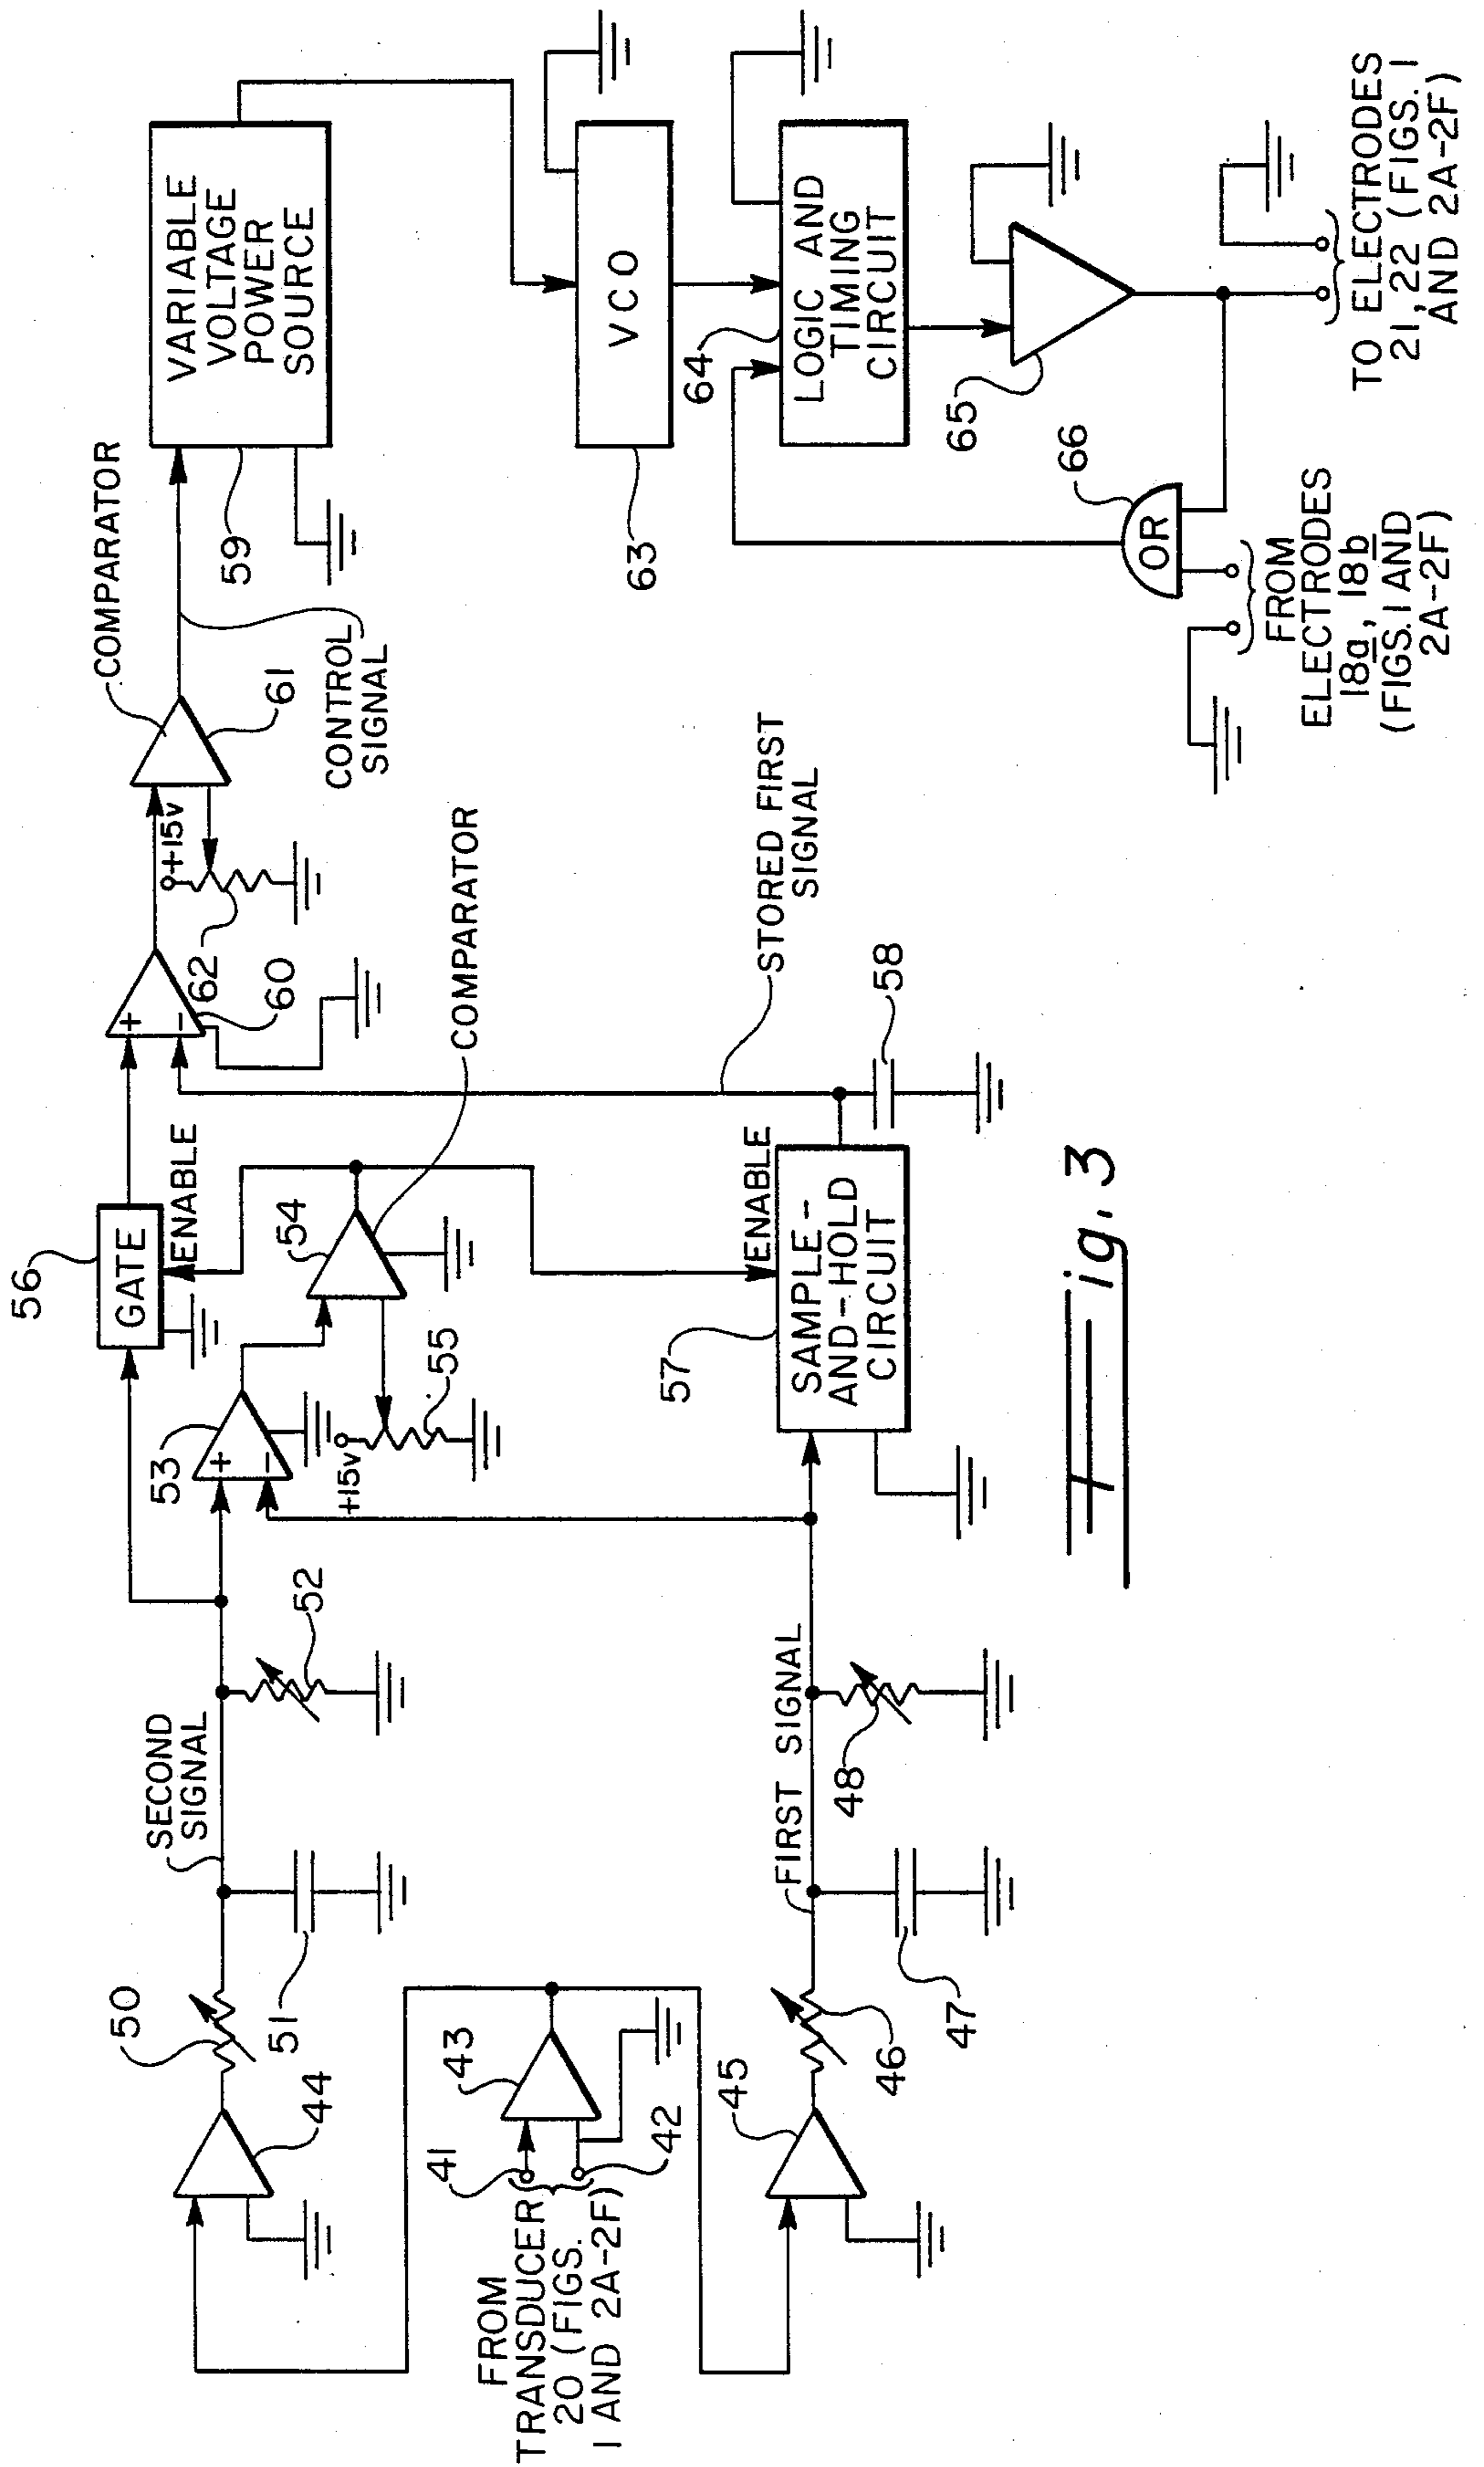 56
GATE
ENABLE
SECOND
SIGNAL
50
51
44
52
53
+
-
54
+15v
55
COMPARATOR
+
-
60
62
+15v
61
COMPARATOR
CONTROL
SIGNAL
59
VARIABLE
VOLTAGE
POWER
SOURCE
FROM
TRANSDUCER
20 (FIGS.
1 AND 2A-2F)
41
42
43
45
46
47
FIRST SIGNAL
48
57
ENABLE
SAMPLE-
AND-HOLD
CIRCUIT
58
STORED FIRST
SIGNAL
63
VCO
64
LOGIC AND
TIMING
CIRCUIT
65
66
OR
FROM
ELECTRODES
18a, 18b
(FIGS. 1 AND
2A-2F)
TO ELECTRODES
21, 22 (FIGS. 1
AND 2A-2F)
Fig. 3